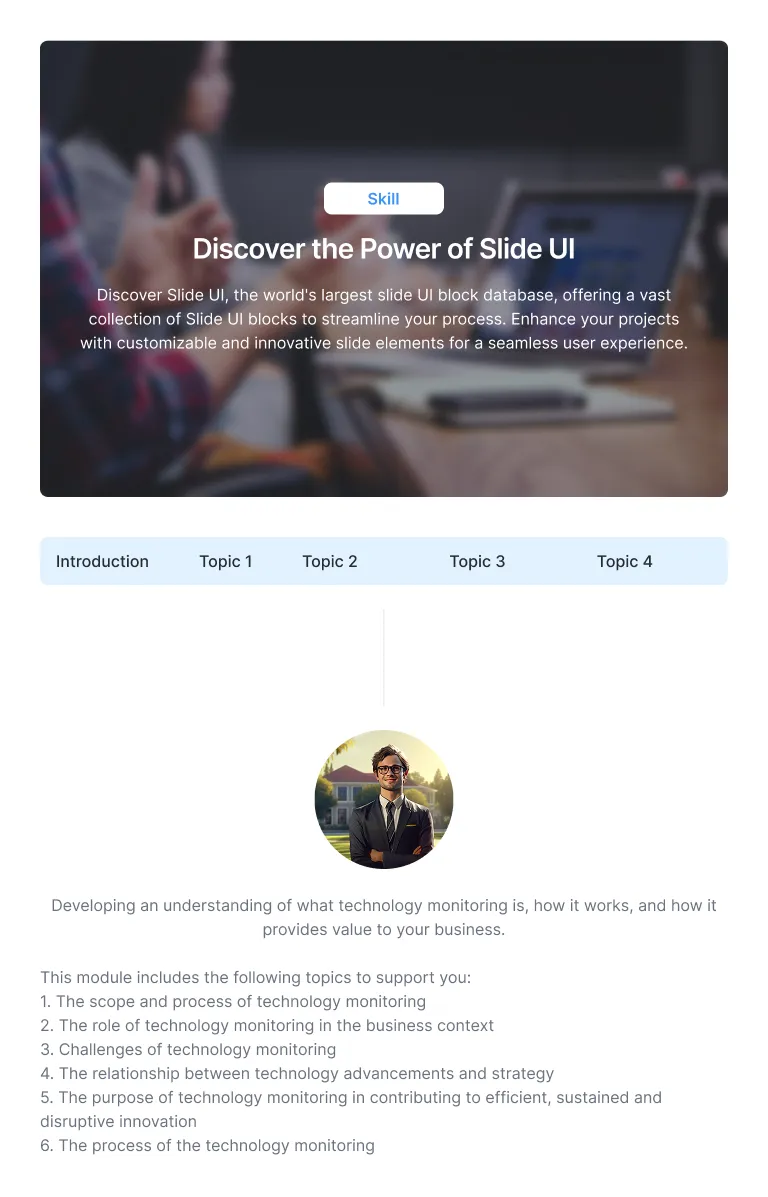 Skill
Discover the Power of Slide UI
Discover Slide UI, the world's largest slide UI block database, offering a vast
collection of Slide UI blocks to streamline your process. Enhance your projects
with customizable and innovative slide elements for a seamless user experience.
Introduction Topic 1 Topic 2 Topic 3 Topic 4
Developing an understanding of what technology monitoring is, how it works, and how it
provides value to your business.
This module includes the following topics to support you:
1. The scope and process of technology monitoring
2. The role of technology monitoring in the business context
3. Challenges of technology monitoring
4. The relationship between technology advancements and strategy
5. The purpose of technology monitoring in contributing to efficient, sustained and
disruptive innovation
6. The process of the technology monitoring